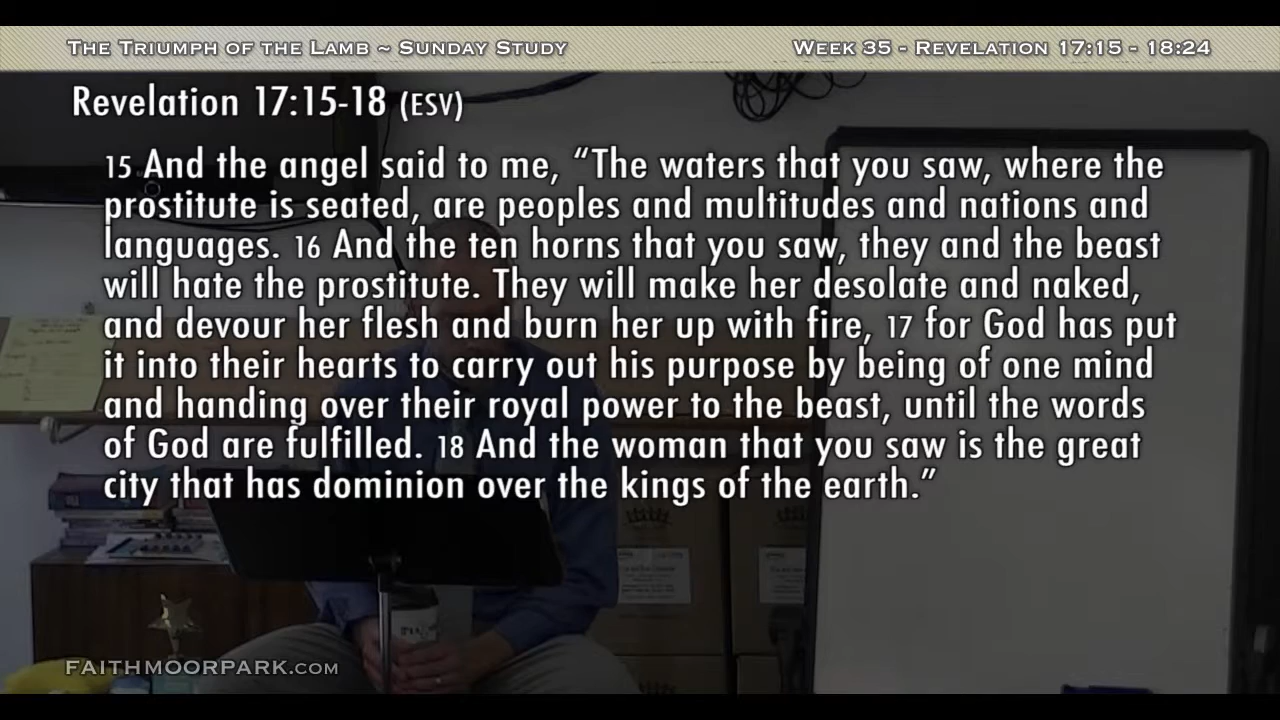 The Triumph of the Lamb ~ Sunday Study
Week 35 - Revelation 17:15 - 18:24
Revelation 17:15-18 (ESV)
15 And the angel said to me, “The waters that you saw, where the
prostitute is seated, are peoples and multitudes and nations and
languages. 16 And the ten horns that you saw, they and the beast
will hate the prostitute. They will make her desolate and naked,
and devour her flesh and burn her up with fire, 17 for God has put
it into their hearts to carry out his purpose by being of one mind
and handing over their royal power to the beast, until the words
of God are fulfilled. 18 And the woman that you saw is the great
city that has dominion over the kings of the earth.”
FAITHMOORPARK.COM